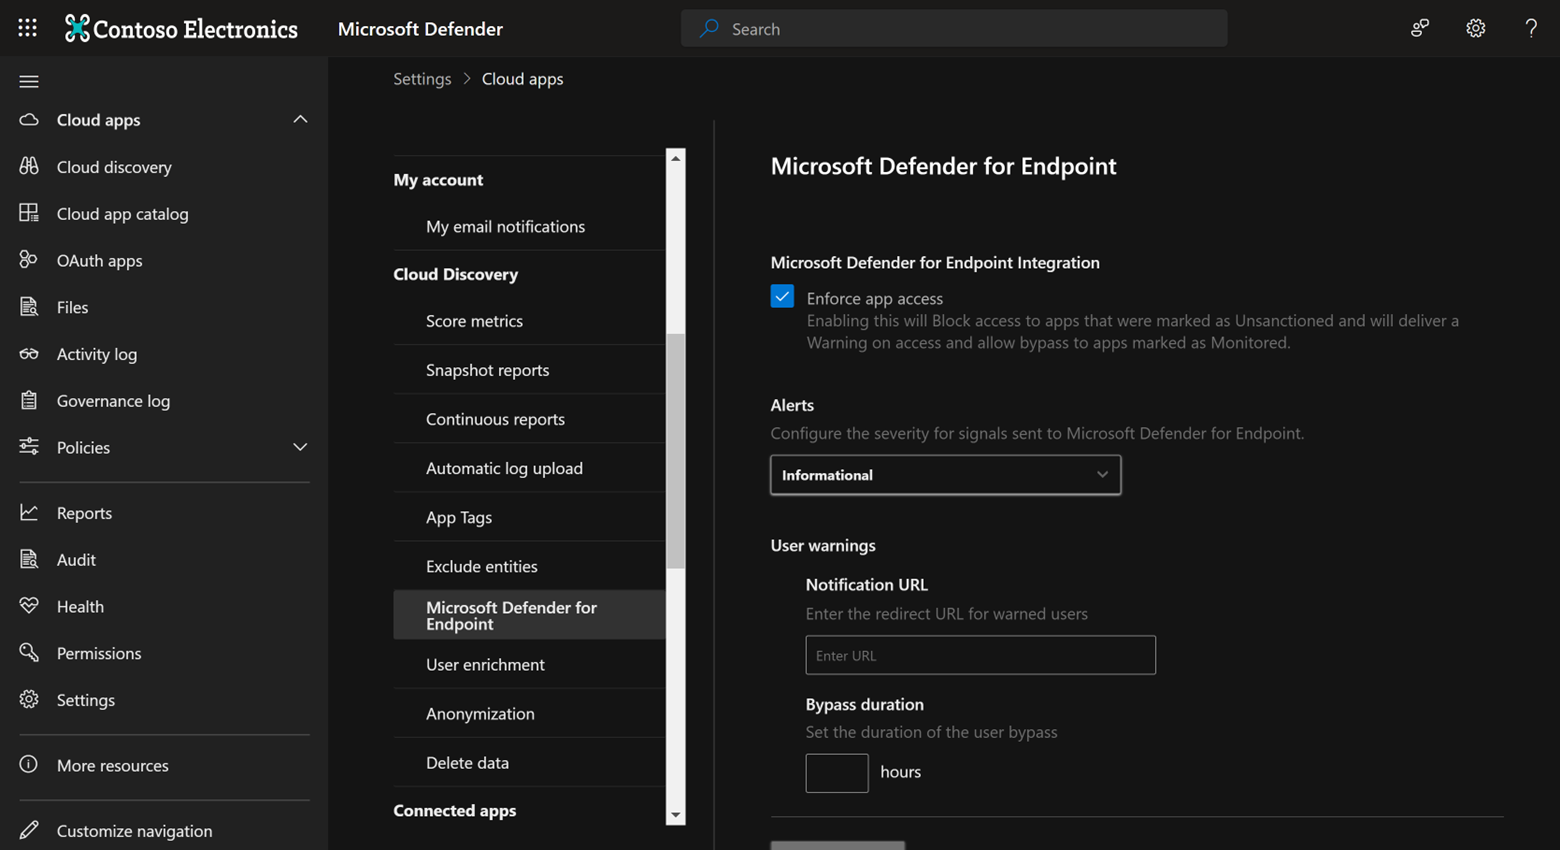 Contoso Electronics
Microsoft Defender
Search
?
Cloud apps
Cloud discovery
Cloud app catalog
OAuth apps
Files
Activity log
Governance log
Policies
Reports
Audit
Health
Permissions
Settings
More resources
Customize navigation
Settings > Cloud apps
My account
My email notifications
Cloud Discovery
Score metrics
Snapshot reports
Continuous reports
Automatic log upload
App Tags
Exclude entities
Microsoft Defender for
Endpoint
User enrichment
Anonymization
Delete data
Connected apps
Microsoft Defender for Endpoint
Microsoft Defender for Endpoint Integration
Enforce app access
Enabling this will Block access to apps that were marked as Unsanctioned and will deliver a
Warning on access and allow bypass to apps marked as Monitored.
Alerts
Configure the severity for signals sent to Microsoft Defender for Endpoint.
Informational
User warnings
Notification URL
Enter the redirect URL for warned users
Enter URL
Bypass duration
Set the duration of the user bypass
hours